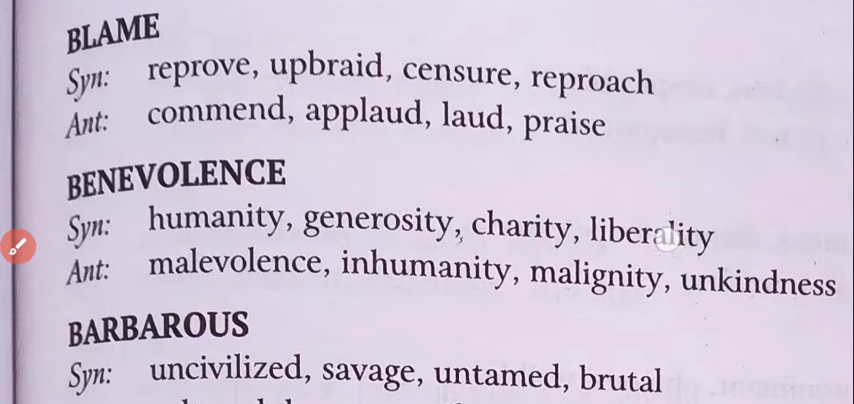 BLAME
Syn: reprove, upbraid, censure, reproach
Ant: commend, applaud, laud, praise
BENEVOLENCE
Syn: humanity, generosity, charity, liberality
Ant: malevolence, inhumanity, malignity, unkindness
BARBAROUS
Syn: uncivilized, savage, untamed, brutal